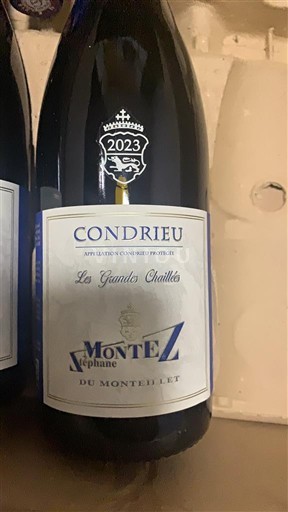 2023
CONDRIEU
APPELLATION CONDRIEU PROTÉGÉE
Les Grandes Chaillées
Stéphane MONTEZ
DU MONTEILLET